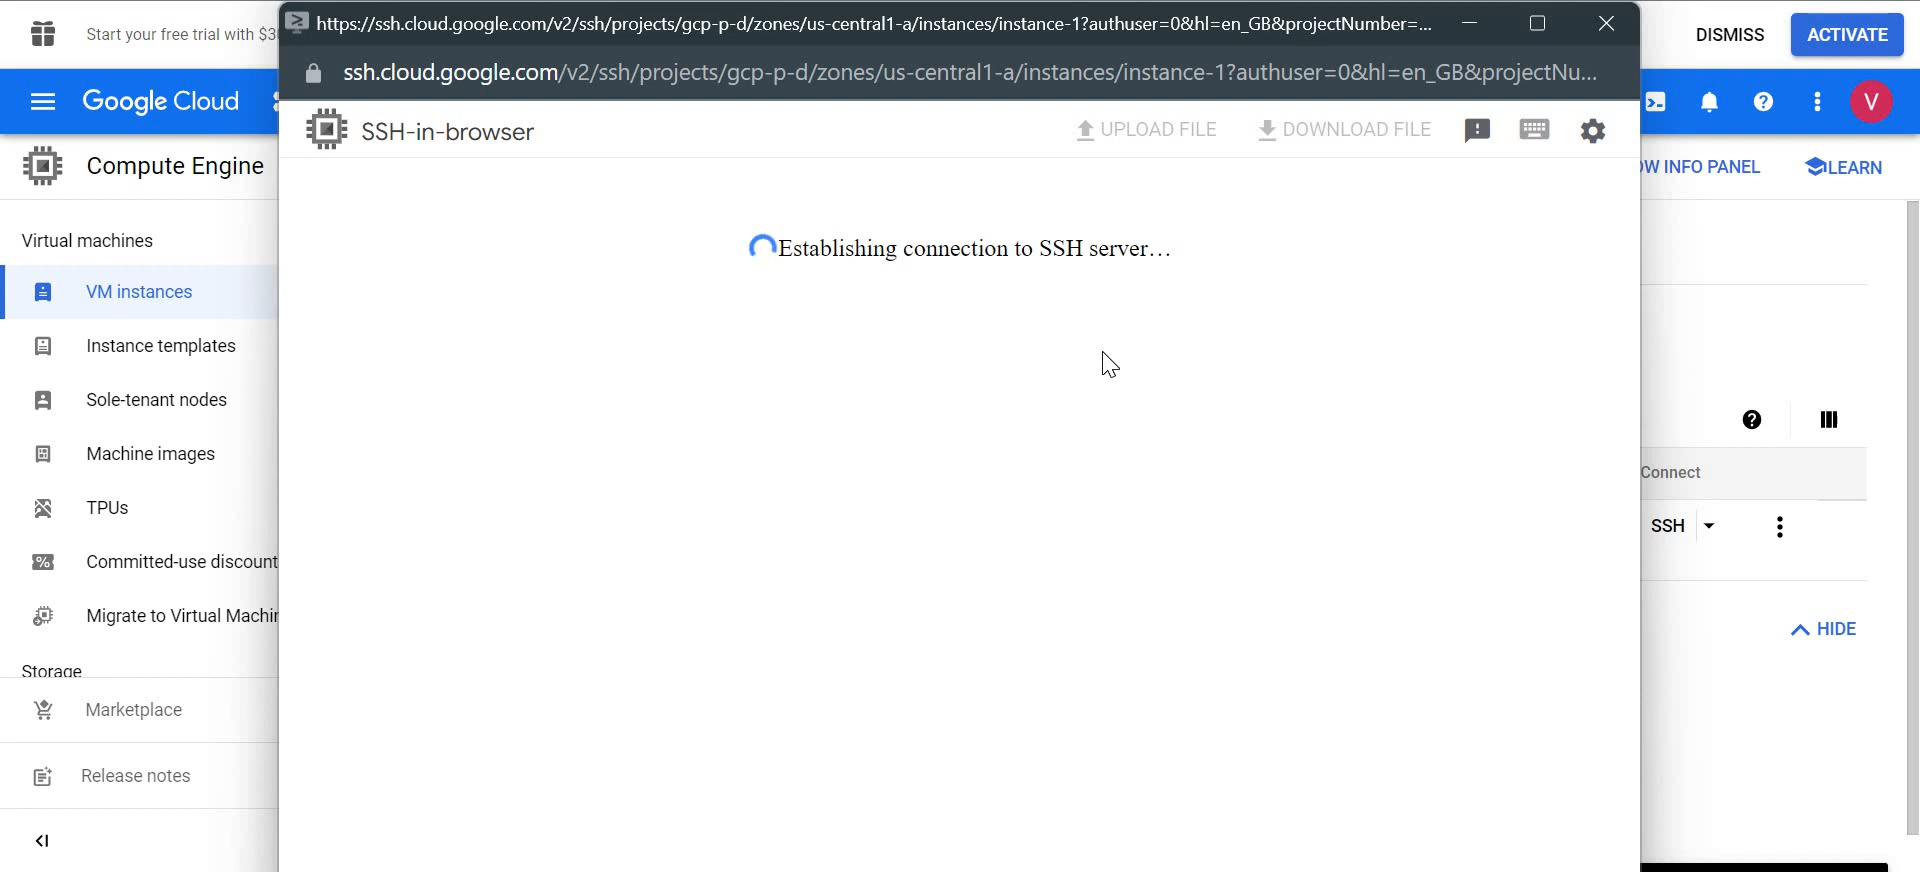 Start your free trial with $3
https://ssh.cloud.google.com/v2/ssh/projects/gcp-p-d/zones/us-central1-a/instances/instance-1?authuser=0&hl=en_GB&projectNumber=...
DISMISS
ACTIVATE
ssh.cloud.google.com/v2/ssh/projects/gcp-p-d/zones/us-central1-a/instances/instance-1?authuser=0&hl=en_GB&projectNu...
Google Cloud
V
SSH-in-browser
UPLOAD FILE
DOWNLOAD FILE
Compute Engine
OW INFO PANEL
LEARN
Virtual machines
Establishing connection to SSH server...
VM instances
Instance templates
Sole-tenant nodes
Machine images
TPUs
Committed-use discount
Migrate to Virtual Machin
Storage
Marketplace
Release notes
Connect
SSH
HIDE